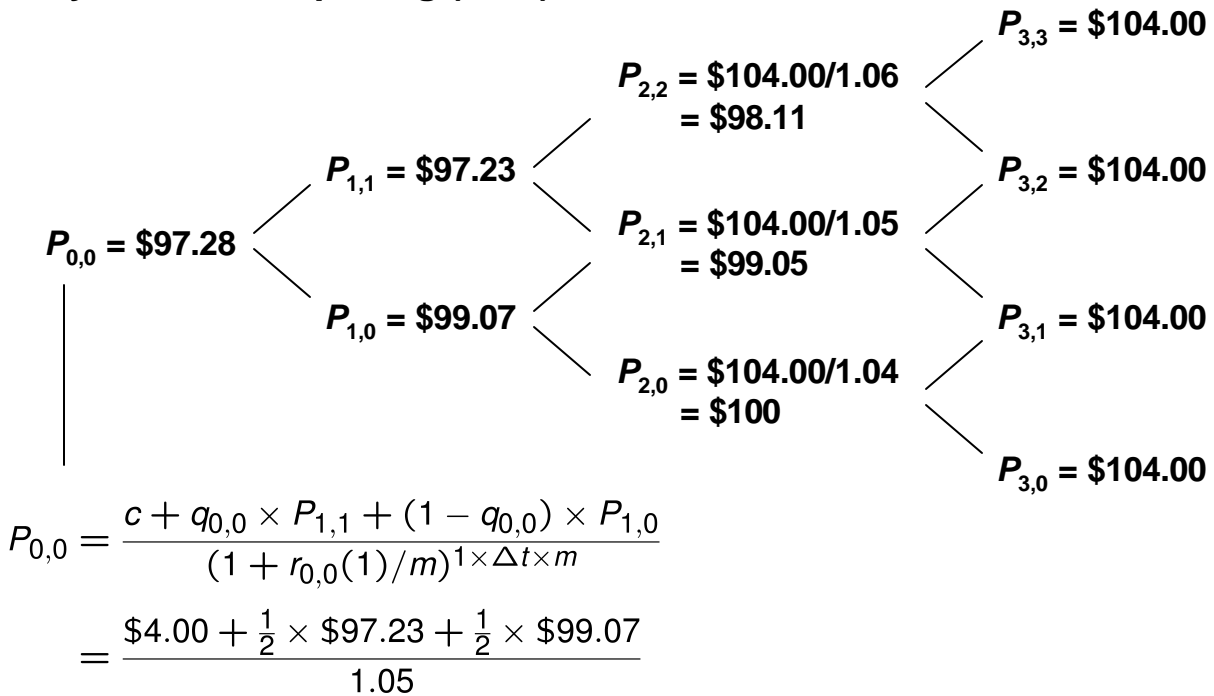 P3,3 = $104.00
P2,2 = $104.00/1.06
= $98.11
P1,1 = $97.23
P3,2 = $104.00
P0,0 = $97.28
P2,1 = $104.00/1.05
= $99.05
P1,0 = $99.07
P3,1 = $104.00
P2,0 = $104.00/1.04
= $100
P3,0 = $104.00
P0,0 = (c + q0,0 × P1,1 + (1 − q0,0) × P1,0) / (1 + r0,0(1)/m)^(1×Δt×m)
= ($4.00 + 1/2 × $97.23 + 1/2 × $99.07) / 1.05